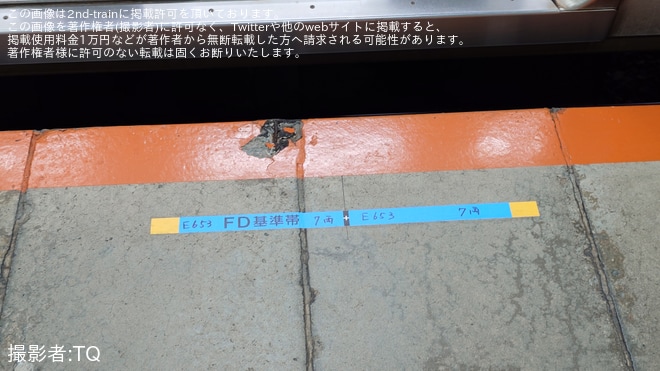 この画像は2nd-trainに掲載許可を頂いております。
この画像を著作権者(撮影者)に許可なく、Twitterや他のwebサイトに掲載すると、
掲載使用料金1万円などが著作者から無断転載した方へ請求される可能性があります。
著作権者様に許可のない転載は固くお断りいたします。
E653 FD基準帯 7両 E653 7両
撮影者:TQ